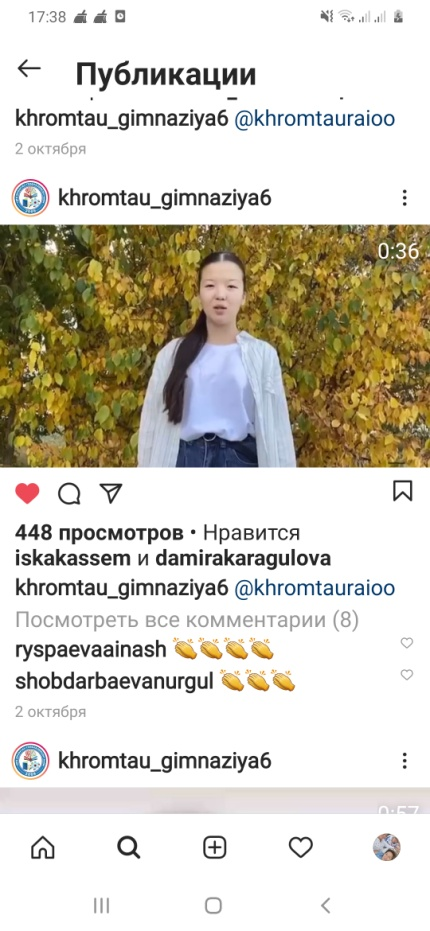 17:38
Публикации
khromtau_gimnaziya6 @khromtauraioo
2 октября
khromtau_gimnaziya6
0:36
448 просмотров • Нравится
iskakassem и damirakaragulova
khromtau_gimnaziya6 @khromtauraioo
Посмотреть все комментарии (8)
ryspaevaainash 👏👏👏👏
shobdarbaevanurgul 👏👏👏
2 октября
khromtau_gimnaziya6
0:57